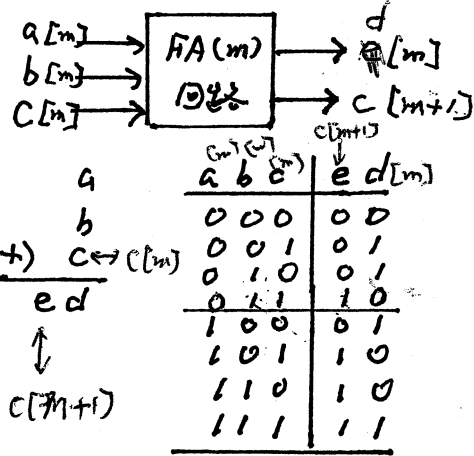 a[m]
b[m]
C[m]
FA(m)
回路
d
e[m]
c[m+1]
C[m+1]
(m) (m) (m)
a b c e d[m]
0 0 0 0 0
0 0 1 0 1
0 1 0 0 1
0 1 1 1 0
1 0 0 0 1
1 0 1 1 0
1 1 0 1 0
1 1 1 1 1
a
b
+) c↔C[m]
e d
↕
C[m+1]